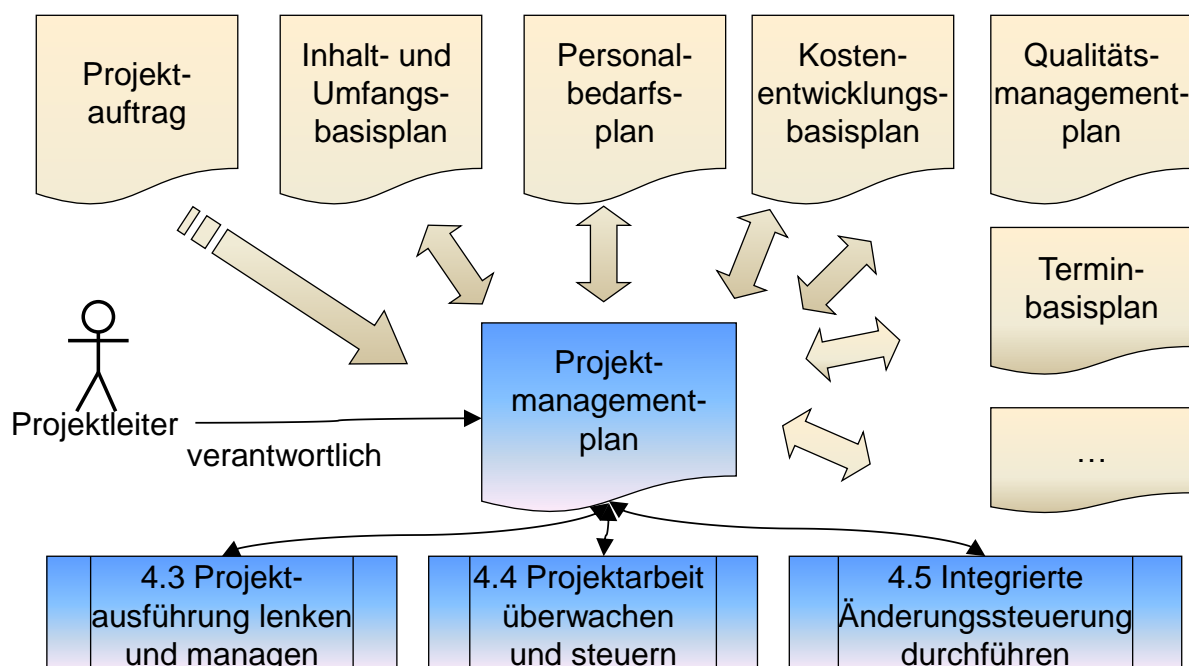 Projekt-
auftrag
Inhalt- und
Umfangs-
basisplan
Personal-
bedarfs-
plan
Kosten-
entwicklungs-
basisplan
Qualitäts-
management-
plan
Termin-
basisplan
…
Projektleiter
verantwortlich
Projekt-
management-
plan
4.3 Projekt-
ausführung lenken
und managen
4.4 Projektarbeit
überwachen
und steuern
4.5 Integrierte
Änderungssteuerung
durchführen